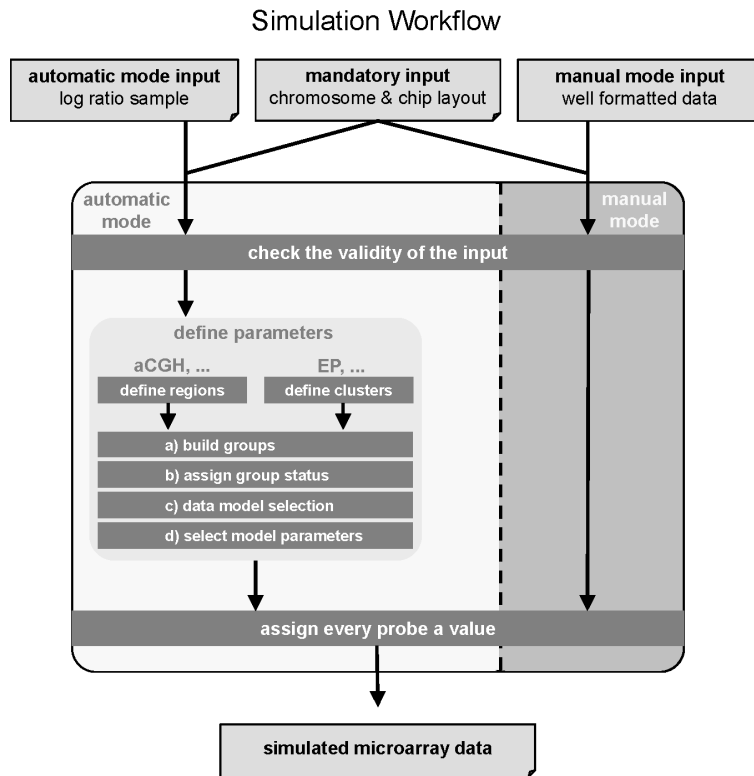 Simulation Workflow
automatic mode input
log ratio sample
mandatory input
chromosome & chip layout
manual mode input
well formatted data
automatic
mode
manual
mode
check the validity of the input
define parameters
aCGH, ...
EP, ...
define regions
define clusters
a) build groups
b) assign group status
c) data model selection
d) select model parameters
assign every probe a value
simulated microarray data